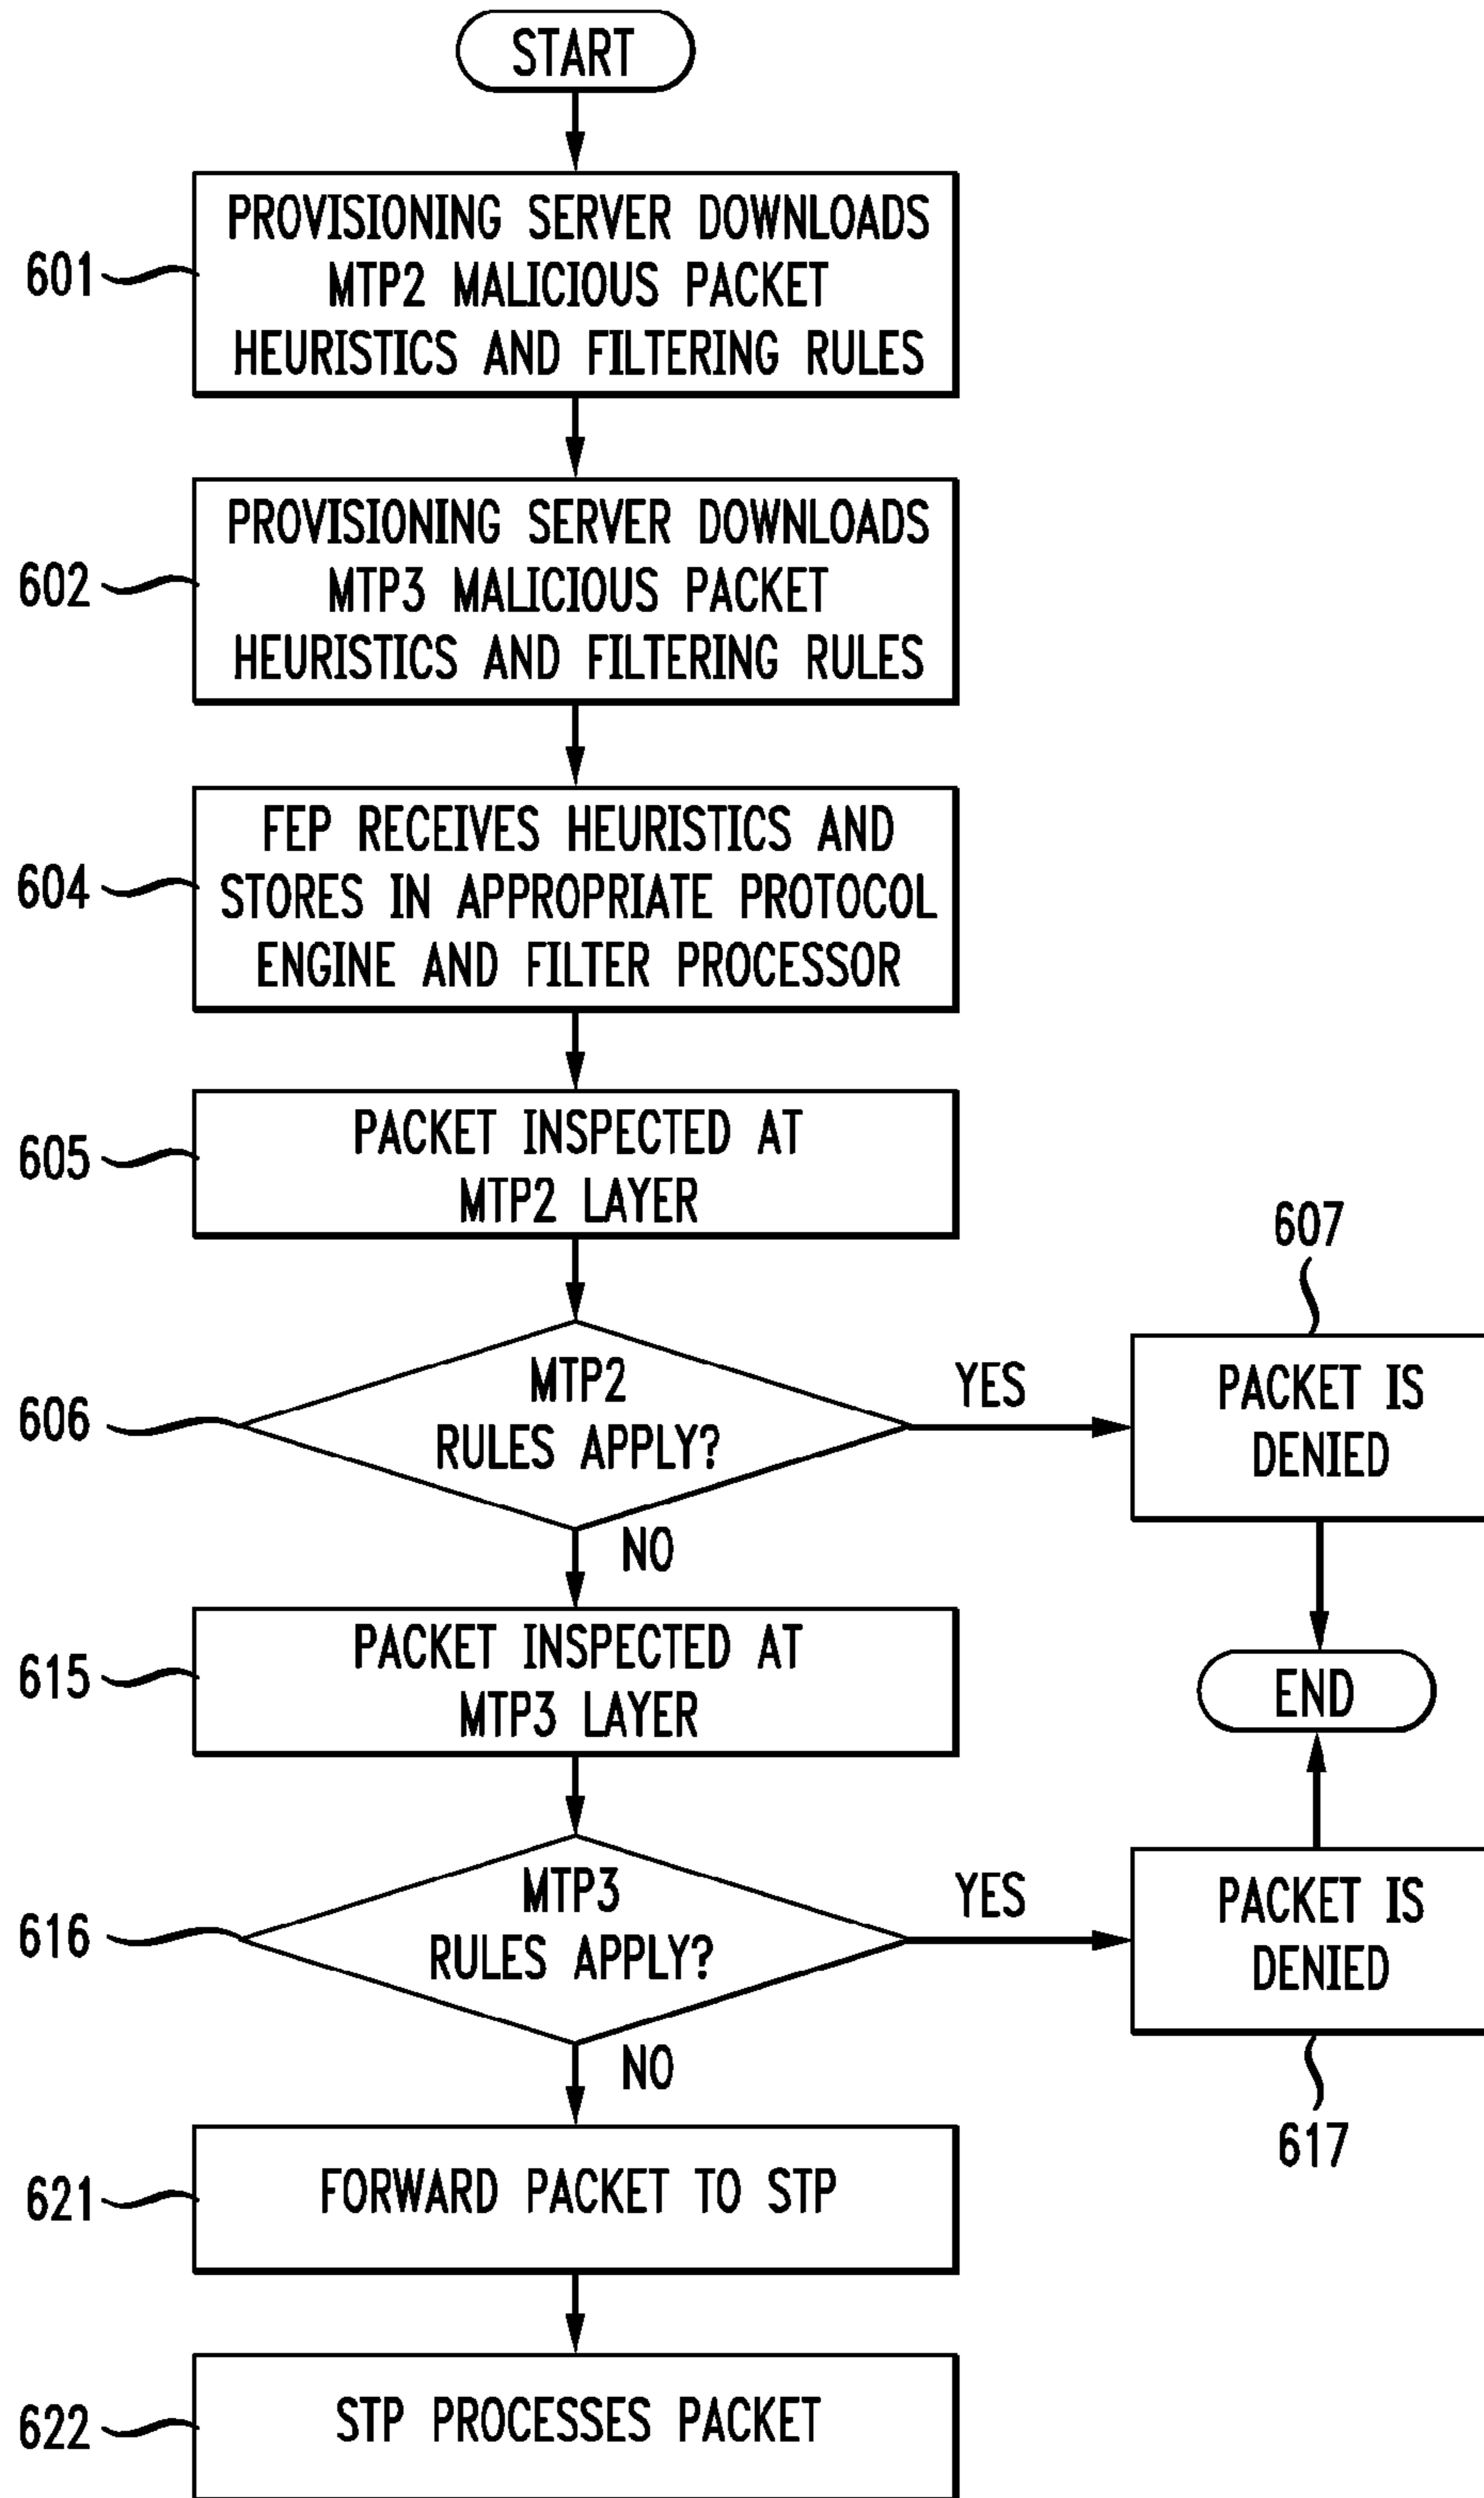 START
601
PROVISIONING SERVER DOWNLOADS
MTP2 MALICIOUS PACKET
HEURISTICS AND FILTERING RULES
602
PROVISIONING SERVER DOWNLOADS
MTP3 MALICIOUS PACKET
HEURISTICS AND FILTERING RULES
604
FEP RECEIVES HEURISTICS AND
STORES IN APPROPRIATE PROTOCOL
ENGINE AND FILTER PROCESSOR
605
PACKET INSPECTED AT
MTP2 LAYER
606
MTP2
RULES APPLY?
YES
607
PACKET IS
DENIED
NO
615
PACKET INSPECTED AT
MTP3 LAYER
END
616
MTP3
RULES APPLY?
YES
PACKET IS
DENIED
617
NO
621
FORWARD PACKET TO STP
622
STP PROCESSES PACKET